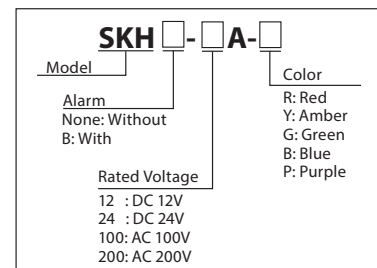 SKH □-□A-□
Model
Alarm
None: Without
B: With
Rated Voltage
12 : DC 12V
24 : DC 24V
100: AC 100V
200: AC 200V
Color
R: Red
Y: Amber
G: Green
B: Blue
P: Purple